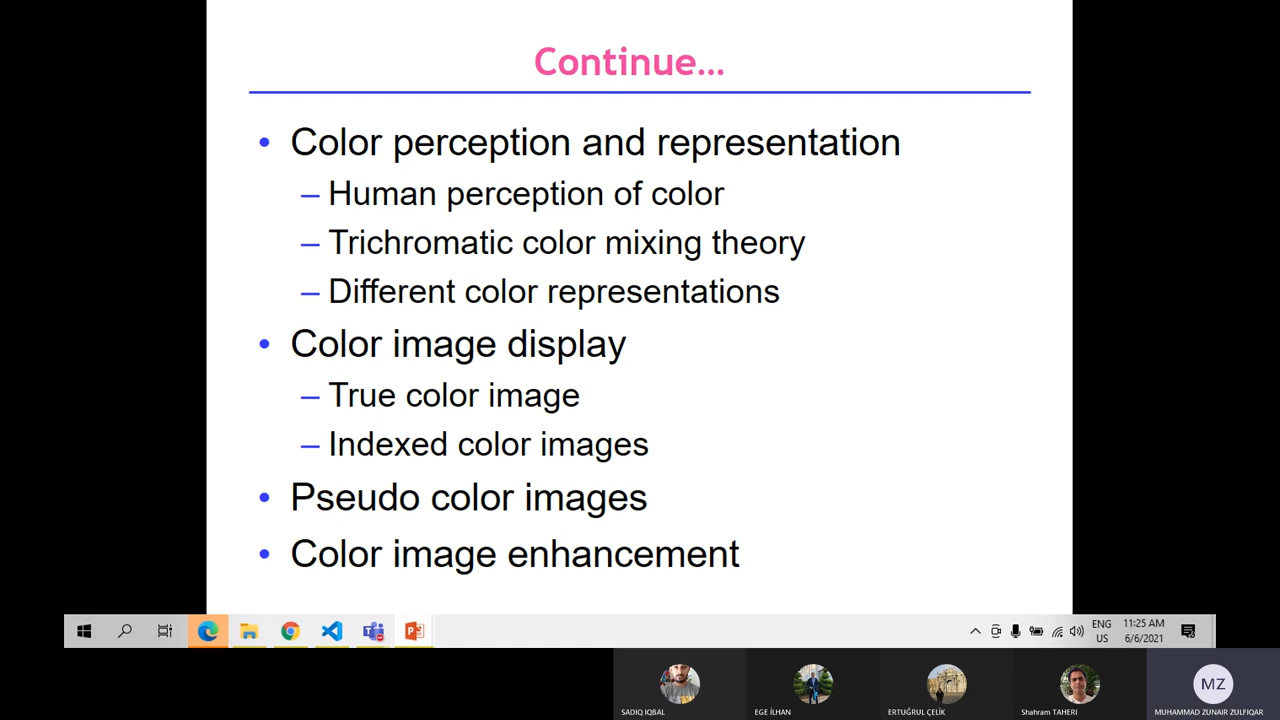 Continue...
• Color perception and representation
– Human perception of color
– Trichromatic color mixing theory
– Different color representations
• Color image display
– True color image
– Indexed color images
• Pseudo color images
• Color image enhancement
ENG
US
11:25 AM
6/6/2021
MZ
SADIQ IQBAL
EGE İLHAN
ERTUĞRUL ÇELİK
Shahram TAHERI
MUHAMMAD ZUNAIR ZULFIQAR